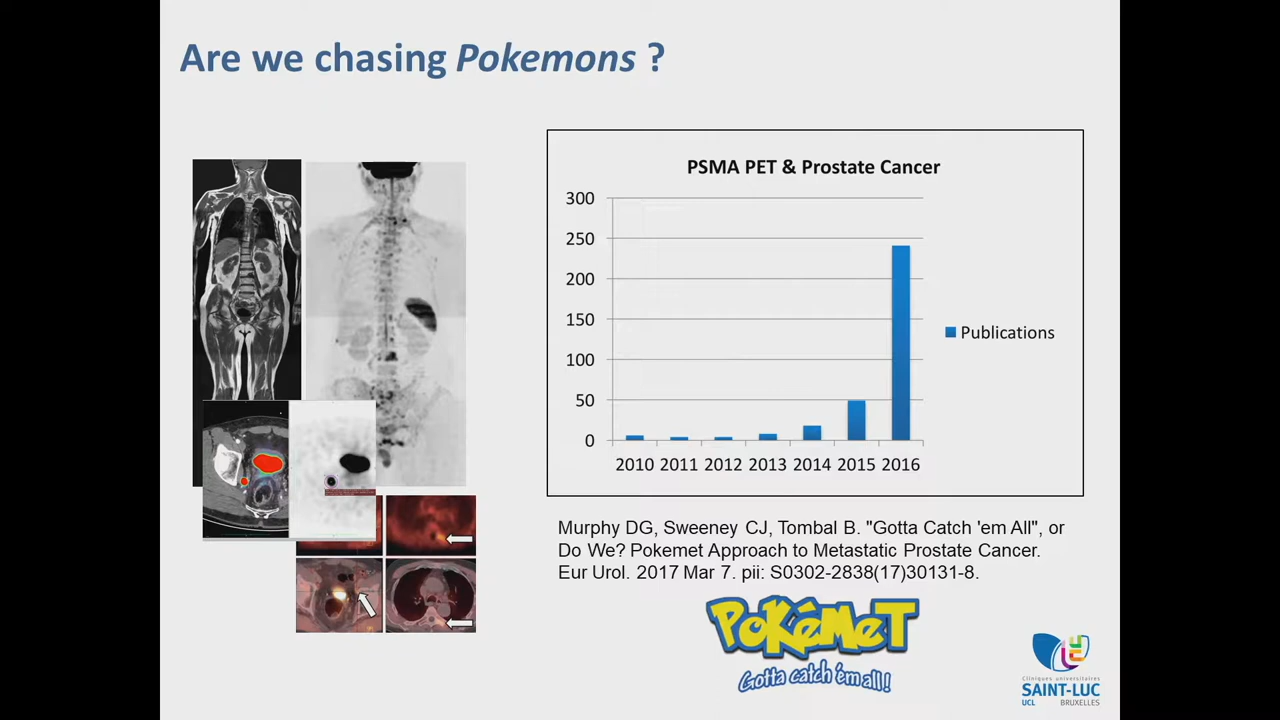 Are we chasing Pokemons ?
PSMA PET & Prostate Cancer
300
250
200
150
100
50
0
2010 2011 2012 2013 2014 2015 2016
Publications
Murphy DG, Sweeney CJ, Tombal B. "Gotta Catch 'em All", or
Do We? Pokemet Approach to Metastatic Prostate Cancer.
Eur Urol. 2017 Mar 7. pii: S0302-2838(17)30131-8.
PoKéMeT
Gotta catch 'em all!
Cliniques universitaires
SAINT-LUC
UCL BRUXELLES